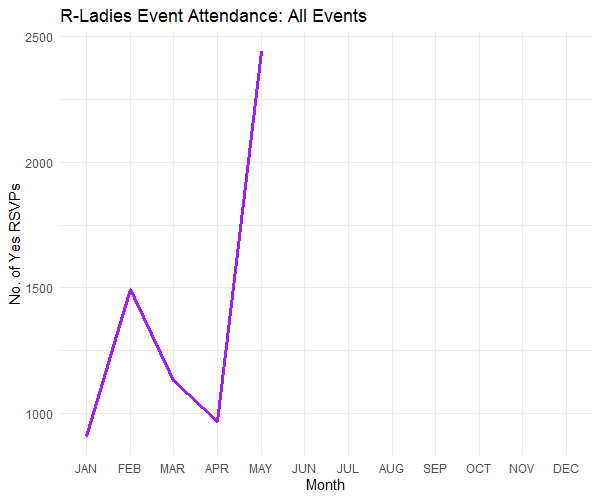 R-Ladies Event Attendance: All Events
No. of Yes RSVPs
2500
2000
1500
1000
JAN FEB MAR APR MAY JUN JUL AUG SEP OCT NOV DEC
Month